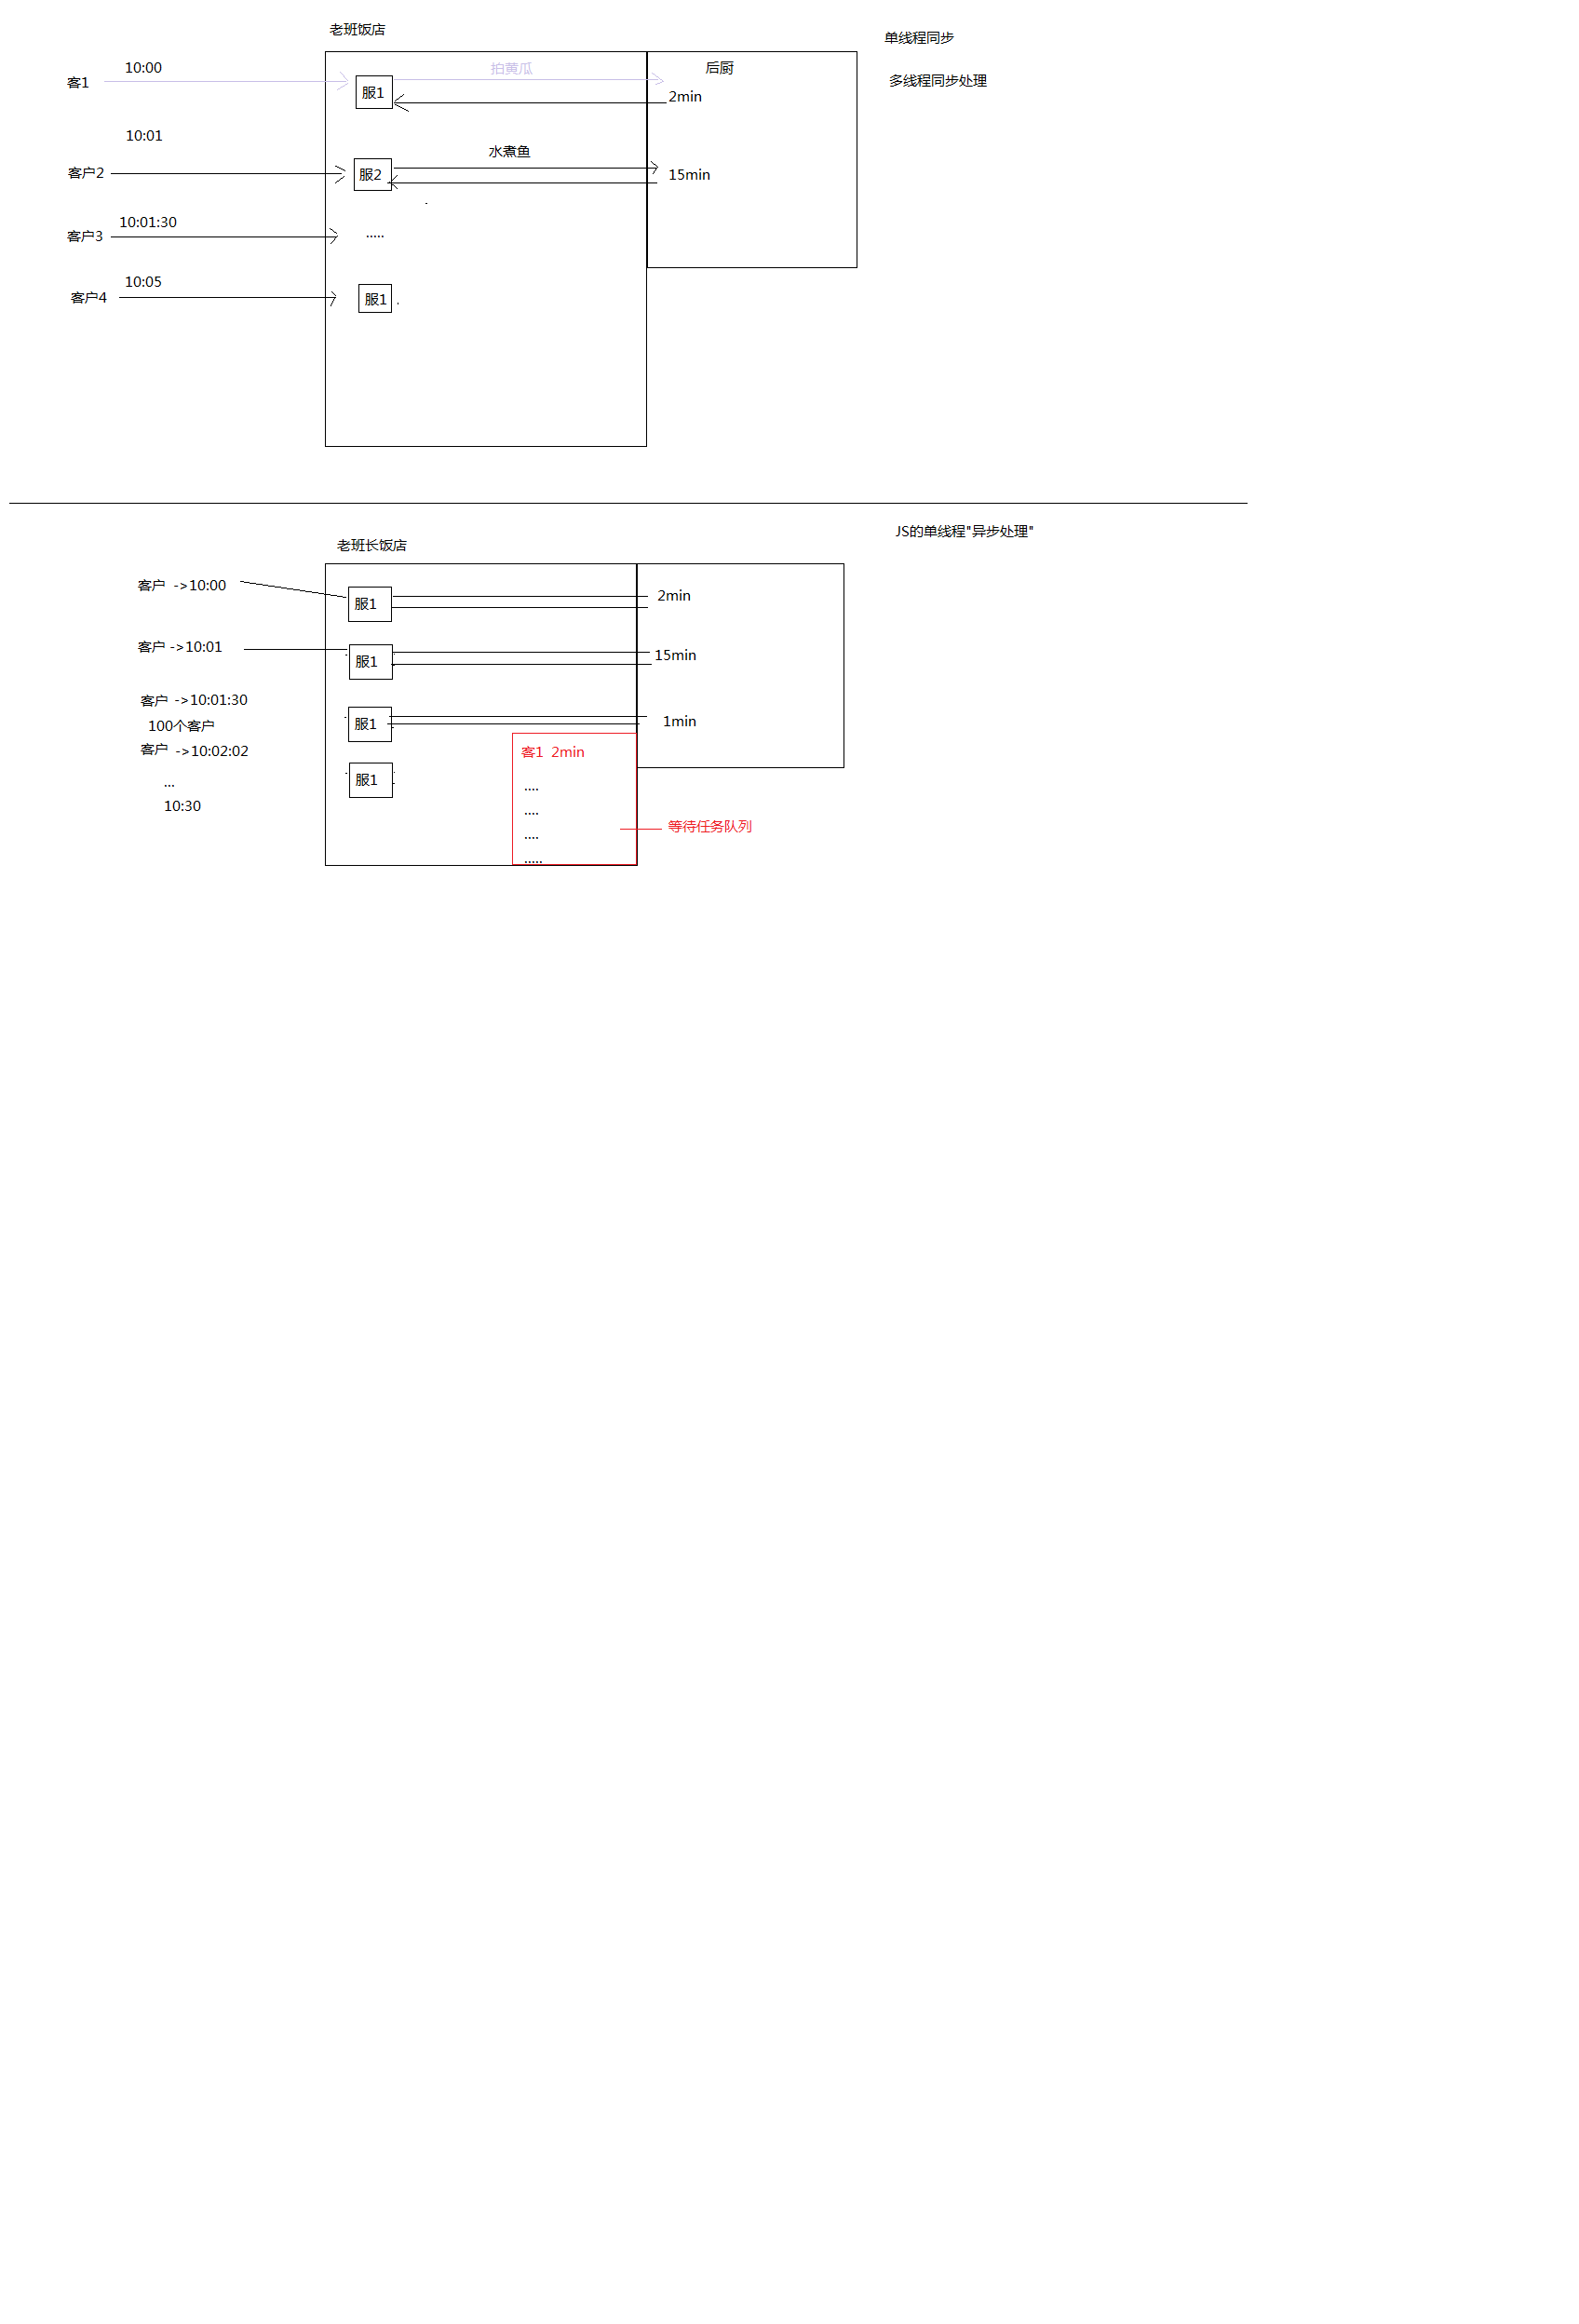 老班饭店
单线程同步
10:00
拍黄瓜
后厨
客1
服1
多线程同步处理
2min
10:01
水煮鱼
客户2
服2
15min
10:01:30
客户3
.....
10:05
客户4
服1
JS的单线程"异步处理"
老班长饭店
客户 ->10:00
服1
2min
客户 ->10:01
服1
15min
客户 ->10:01:30
服1
1min
100个客户
客户 ->10:02:02
客1 2min
服1
...
....
10:30
....
等待任务队列
....
.....